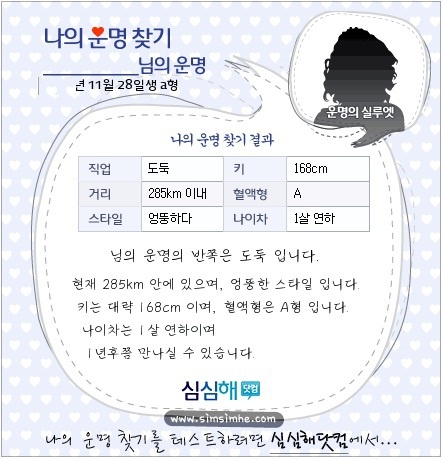 나의 운명 찾기
님의 운명
년 11월 28일생 a형
운명의 실루엣
나의 운명 찾기 결과
직업 도둑 키 168cm
거리 285km 이내 혈액형 A
스타일 엉뚱하다 나이차 1살 연하
님의 운명의 반쪽은 도둑 입니다.
현재 285km 안에 있으며, 엉뚱한 스타일 입니다.
키는 대략 168cm 이며, 혈액형은 A형 입니다.
나이차는 1살 연하이며
1년후쯤 만나실 수 있습니다.
심심해 닷컴
www.simsimhe.com
나의 운명 찾기를 테스트하려면 심심해닷컴에서...